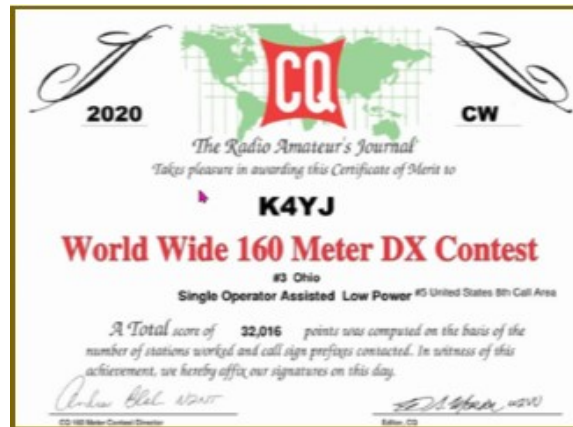 CQ
2020 CW
The Radio Amateur's Journal
Takes pleasure in awarding this Certificate of Merit to
K4YJ
World Wide 160 Meter DX Contest
#3 Ohio
Single Operator Assisted Low Power #5 United States 8th Call Area
A Total score of 32,016 points was computed on the basis of the
number of stations worked and call sign prefixes contacted. In witness of this
achievement, we hereby affix our signatures on this day.
N2NT
CQ 160 Meter Contest Director Editor, CQ